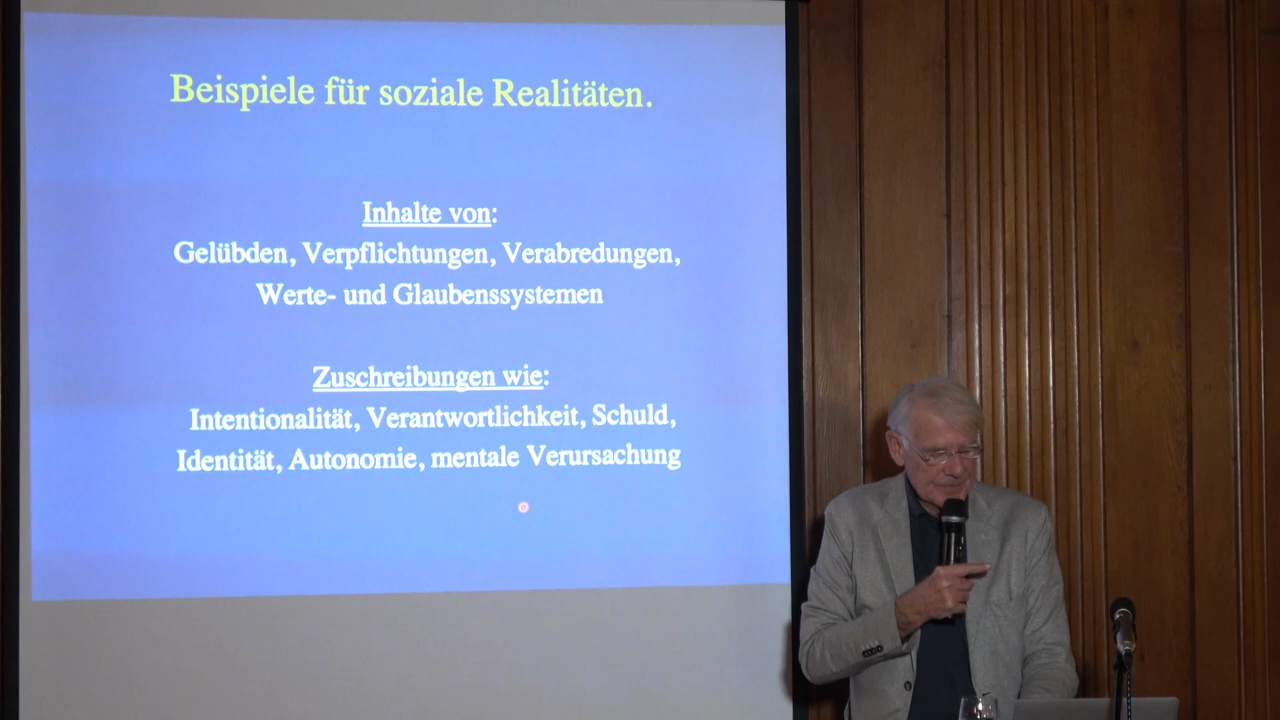 Beispiele für soziale Realitäten.
Inhalte von:
Gelübden, Verpflichtungen, Verabredungen,
Werte- und Glaubenssystemen
Zuschreibungen wie:
Intentionalität, Verantwortlichkeit, Schuld,
Identität, Autonomie, mentale Verursachung